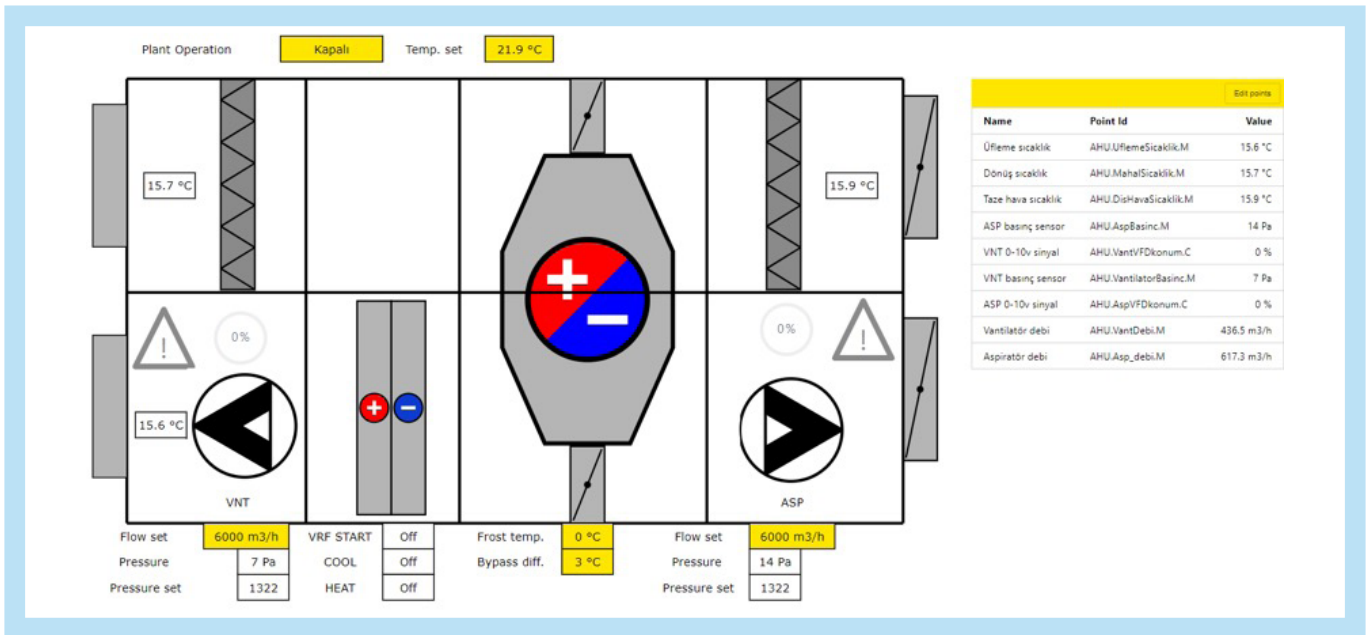 Plant Operation Kapalı Temp. set 21.9 °C
Edit points
Name Point Id Value
Üfleme sıcaklık AHU.UflemeSicaklik.M 15.6 °C
Dönüş sıcaklık AHU.MahalSicaklik.M 15.7 °C
Taze hava sıcaklık AHU.DisHavaSicaklik.M 15.9 °C
ASP basınç sensor AHU.AspBasinc.M 14 Pa
VNT 0-10v sinyal AHU.VantVFDkonum.C 0 %
VNT basınç sensor AHU.VantilatorBasinc.M 7 Pa
ASP 0-10v sinyal AHU.AspVFDkonum.C 0 %
Vantilatör debi AHU.VantDebi.M 436.5 m3/h
Aspiratör debi AHU.Asp_debi.M 617.3 m3/h
15.7 °C
15.9 °C
! 0% 0% !
+ −
+ −
15.6 °C
VNT ASP
Flow set 6000 m3/h VRF START Off Frost temp. 0 °C Flow set 6000 m3/h
Pressure 7 Pa COOL Off Bypass diff. 3 °C Pressure 14 Pa
Pressure set 1322 HEAT Off Pressure set 1322